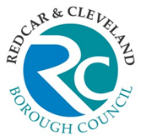 REDCAR & CLEVELAND
RC
BOROUGH COUNCIL